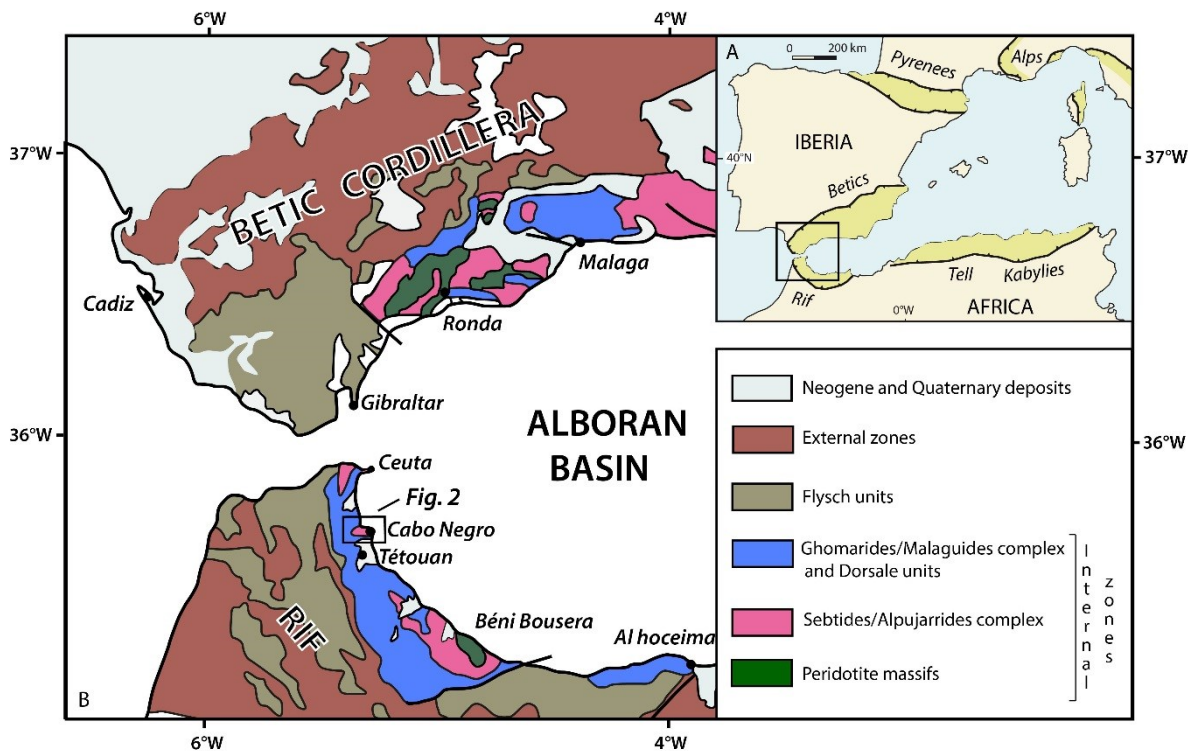 6°W
4°W
37°W
36°W
BETIC CORDILLERA
Cadiz
Malaga
Ronda
Gibraltar
ALBORAN
BASIN
Ceuta
Fig. 2
Cabo Negro
Tétouan
RIF
Béni Bousera
Al hoceima
B
6°W
4°W
A
0 200 km
Pyrenees
Alps
IBERIA
40°N
Betics
Tell Kabylies
Rif
0°W
AFRICA
37°W
36°W
Neogene and Quaternary deposits
External zones
Flysch units
Ghomarides/Malaguides complex
and Dorsale units
Sebtides/Alpujarrides complex
Peridotite massifs
Internal
zones